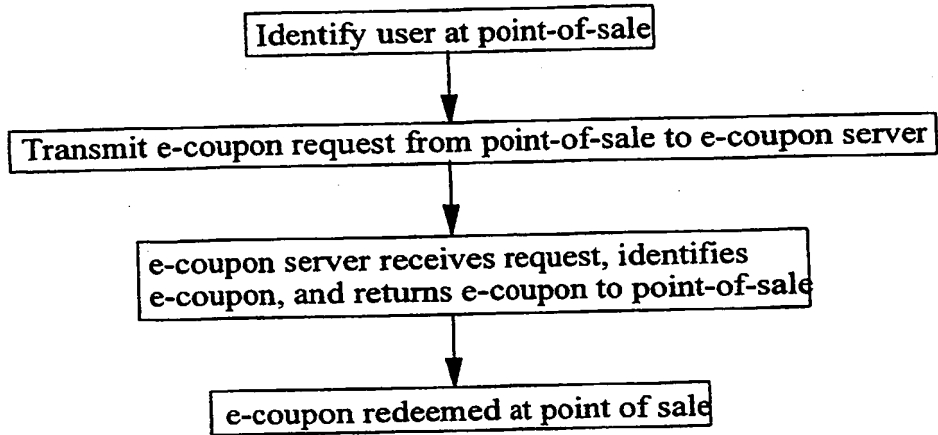 Identify user at point-of-sale
Transmit e-coupon request from point-of-sale to e-coupon server
e-coupon server receives request, identifies
e-coupon, and returns e-coupon to point-of-sale
e-coupon redeemed at point of sale